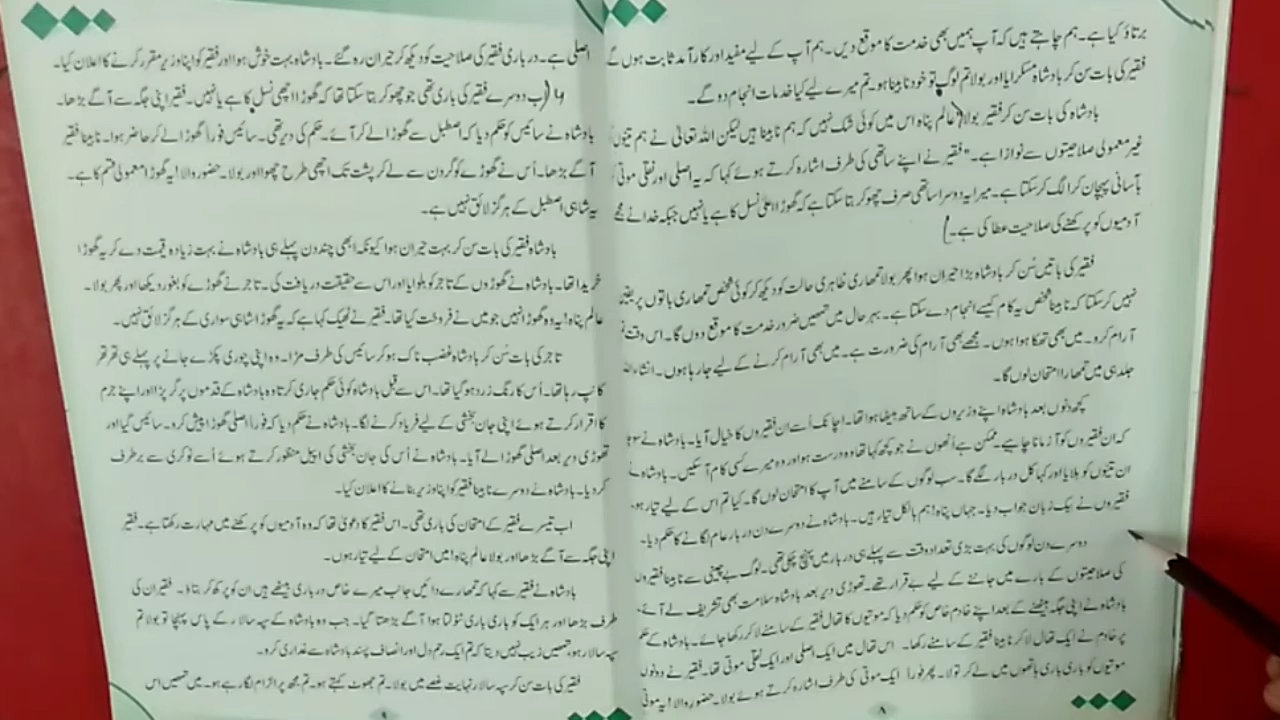 برتاؤ کیا ہے۔ ہم چاہتے ہیں کہ آپ ہمیں بھی خدمت کا موقع دیں۔ ہم آپ کے لیے مفید اور کارآمد ثابت ہوں گے
فقیر کی بات سن کر بادشاہ مسکرایا اور بولا تم لوگ تو خود نابینا ہو۔ تم میرے لیے کیا خدمات انجام دو گے۔
بادشاہ کی بات سن کر فقیر بولا (عالم پناہ اس میں کوئی شک نہیں کہ ہم نابینا ہیں لیکن اللہ تعالیٰ نے ہم تینوں
غیر معمولی صلاحیتوں سے نوازا ہے۔" فقیر نے اپنے ساتھی کی طرف اشارہ کرتے ہوئے کہا کہ یہ اصلی اور نقلی موتی
بآسانی پہچان کر الگ کر سکتا ہے۔ میرا یہ دوسرا ساتھی صرف چھو کر بتا سکتا ہے کہ گھوڑا اعلیٰ نسل کا ہے یا نہیں جبکہ خدا نے مجھے
آدمیوں کو پرکھنے کی صلاحیت عطا کی ہے۔)
فقیر کی باتیں سُن کر بادشاہ بڑا حیران ہوا پھر بولا تمھاری ظاہری حالت کو دیکھ کر کوئی شخص تمھاری باتوں پر یقین
نہیں کر سکتا کہ نابینا شخص یہ کام کیسے انجام دے سکتا ہے۔ بہرحال میں تمھیں ضرور خدمت کا موقع دوں گا۔ اس وقت
آرام کرو۔ میں بھی تھکا ہوا ہوں۔ مجھے بھی آرام کی ضرورت ہے۔ میں بھی آرام کرنے کے لیے جا رہا ہوں۔ انشاء
جلد ہی میں تمھارا امتحان لوں گا۔
کچھ دنوں بعد بادشاہ اپنے وزیروں کے ساتھ بیٹھا ہوا تھا۔ اچانک اُسے ان فقیروں کا خیال آیا۔ بادشاہ نے
کہ ان فقیروں کو آزمانا چاہیے۔ ممکن ہے اُنھوں نے جو کچھ کہا تھا وہ درست ہو اور وہ میرے کسی کام آ سکیں۔ بادشاہ نے
ان تینوں کو بلایا اور کہا کل دربار لگے گا۔ سب لوگوں کے سامنے میں آپ کا امتحان لوں گا۔ کیا تم اس کے لیے تیار ہو۔
فقیروں نے یک زبان جواب دیا۔ جہاں پناہ! ہم بالکل تیار ہیں۔ بادشاہ نے دوسرے دن دربار عام لگانے کا حکم دیا۔
دوسرے دن لوگوں کی بہت بڑی تعداد وقت سے پہلے ہی دربار میں پہنچ چکی تھی۔ لوگ بے چینی سے نابینا فقیروں
کی صلاحیتوں کے بارے میں جاننے کے لیے بے قرار تھے۔ تھوڑی دیر بعد بادشاہ سلامت بھی تشریف لے آئے۔
بادشاہ نے اپنی جگہ بیٹھنے کے بعد اپنے خادم خاص کو حکم دیا کہ موتیوں کا تھال فقیر کے سامنے لا کر رکھا جائے۔ بادشاہ کے حکم
پر خادم نے ایک تھال لا کر نابینا فقیر کے سامنے رکھا۔ اس تھال میں ایک اصلی اور ایک نقلی موتی تھا۔ فقیر نے دونوں
موتیوں کو باری باری ہاتھوں میں لے کر تولا۔ پھر فوراً ایک موتی کی طرف اشارہ کرتے ہوئے بولا۔ حضور والا! یہ موتی
۸
اصلی ہے۔ درباری فقیر کی صلاحیت کو دیکھ کر حیران رہ گئے۔ بادشاہ بہت خوش ہوا اور فقیر کو اپنا وزیر مقرر کرنے کا اعلان کیا۔
(اب دوسرے فقیر کی باری تھی جو چھو کر بتا سکتا تھا کہ گھوڑا اچھی نسل کا ہے یا نہیں۔ فقیر اپنی جگہ سے آگے بڑھا۔
بادشاہ نے سائیس کو حکم دیا کہ اصطبل سے گھوڑا لے کر آئے۔ حکم کی دیر تھی۔ سائیس فوراً گھوڑا لے کر حاضر ہوا۔ نابینا فقیر
آگے بڑھا۔ اُس نے گھوڑے کو گردن سے لے کر پشت تک اچھی طرح چھوا اور بولا۔ حضور والا! یہ گھوڑا معمولی قسم کا ہے۔
یہ شاہی اصطبل کے ہرگز لائق نہیں ہے۔
بادشاہ فقیر کی بات سن کر بہت حیران ہوا کیونکہ ابھی چند دن پہلے ہی بادشاہ نے بہت زیادہ قیمت دے کر یہ گھوڑا
خریدا تھا۔ بادشاہ نے گھوڑوں کے تاجر کو بلوایا اور اس سے حقیقت دریافت کی۔ تاجر نے گھوڑے کو بغور دیکھا اور پھر بولا۔
عالم پناہ! یہ وہ گھوڑا نہیں جو میں نے فروخت کیا تھا۔ فقیر نے ٹھیک کہا ہے کہ یہ گھوڑا شاہی سواری کے ہرگز لائق نہیں۔
تاجر کی بات سُن کر بادشاہ غضب ناک ہو کر سائیس کی طرف مڑا۔ وہ اپنی چوری پکڑے جانے پر پہلے ہی تھر تھر
کانپ رہا تھا۔ اُس کا رنگ زرد ہو گیا تھا۔ اس سے قبل بادشاہ کوئی حکم جاری کرتا وہ بادشاہ کے قدموں پر گر پڑا اور اپنے جرم
کا اقرار کرتے ہوئے اپنی جان بخشی کے لیے فریاد کرنے لگا۔ بادشاہ نے حکم دیا کہ فوراً اصلی گھوڑا پیش کرو۔ سائیس گیا اور
تھوڑی دیر بعد اصلی گھوڑا لے آیا۔ بادشاہ نے اُس کی جان بخشی کی اپیل منظور کرتے ہوئے اُسے نوکری سے برطرف
کر دیا۔ بادشاہ نے دوسرے نابینا فقیر کو اپنا وزیر بنانے کا اعلان کیا۔
اب تیسرے فقیر کے امتحان کی باری تھی۔ اس فقیر کا دعویٰ تھا کہ وہ آدمیوں کو پرکھنے میں مہارت رکھتا ہے۔ فقیر
اپنی جگہ سے آگے بڑھا اور بولا عالم پناہ! میں امتحان کے لیے تیار ہوں۔
بادشاہ نے فقیر سے کہا کہ تمھارے دائیں جانب میرے خاص درباری بیٹھے ہیں ان کو پرکھ کر بتاؤ۔ فقیر ان کی
طرف بڑھا اور ہر ایک کو باری باری ٹٹولتا ہوا آگے بڑھتا گیا۔ جب وہ بادشاہ کے سپہ سالار کے پاس پہنچا تو بولا تم
سپہ سالار ہو، تمھیں زیب نہیں دیتا کہ تم ایک رحم دل اور انصاف پسند بادشاہ سے غداری کرو۔
فقیر کی بات سن کر سپہ سالار نہایت غصے میں بولا۔ تم جھوٹ کہتے ہو۔ تم مجھ پر الزام لگا رہے ہو۔ میں تمھیں اس
۹